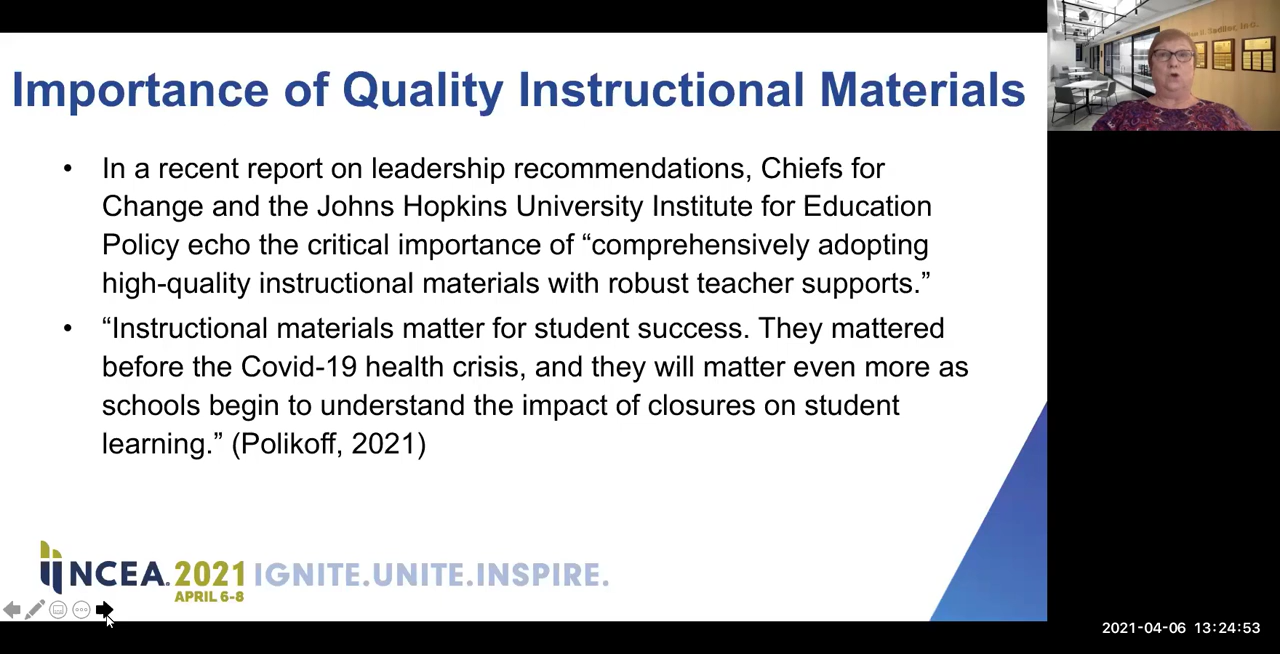 Importance of Quality Instructional Materials
• In a recent report on leadership recommendations, Chiefs for
Change and the Johns Hopkins University Institute for Education
Policy echo the critical importance of “comprehensively adopting
high-quality instructional materials with robust teacher supports.”
• “Instructional materials matter for student success. They mattered
before the Covid-19 health crisis, and they will matter even more as
schools begin to understand the impact of closures on student
learning.” (Polikoff, 2021)
NCEA. 2021 IGNITE.UNITE.INSPIRE.
APRIL 6-8
Sadlier, Inc.
2021-04-06 13:24:53